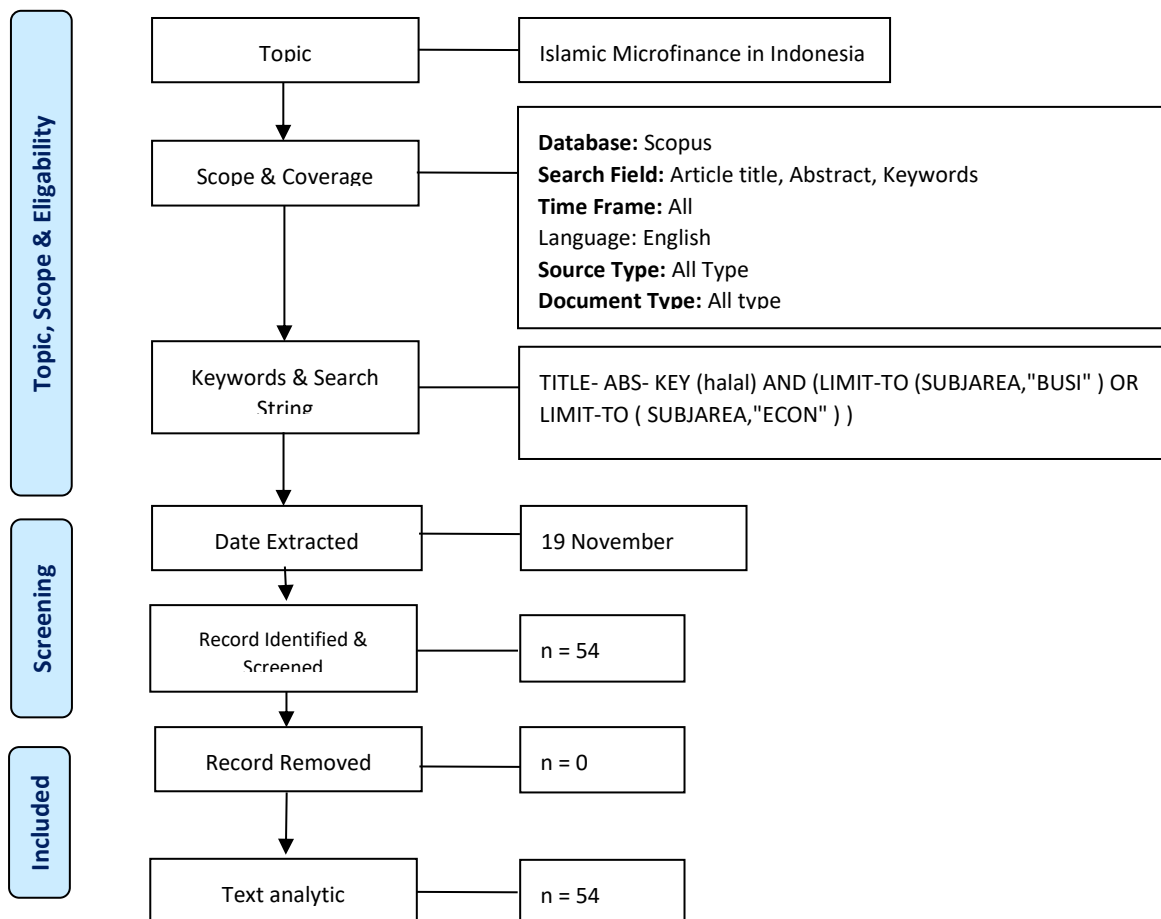 Topic, Scope & Eligability
Topic
Islamic Microfinance in Indonesia
Scope & Coverage
Database: Scopus
Search Field: Article title, Abstract, Keywords
Time Frame: All
Language: English
Source Type: All Type
Document Type: All type
Keywords & Search
String
TITLE- ABS- KEY (halal) AND (LIMIT-TO (SUBJAREA,"BUSI" ) OR
LIMIT-TO ( SUBJAREA,"ECON" ) )
Screening
Date Extracted
19 November
Record Identified &
Screened
n = 54
Included
Record Removed
n = 0
Text analytic
n = 54